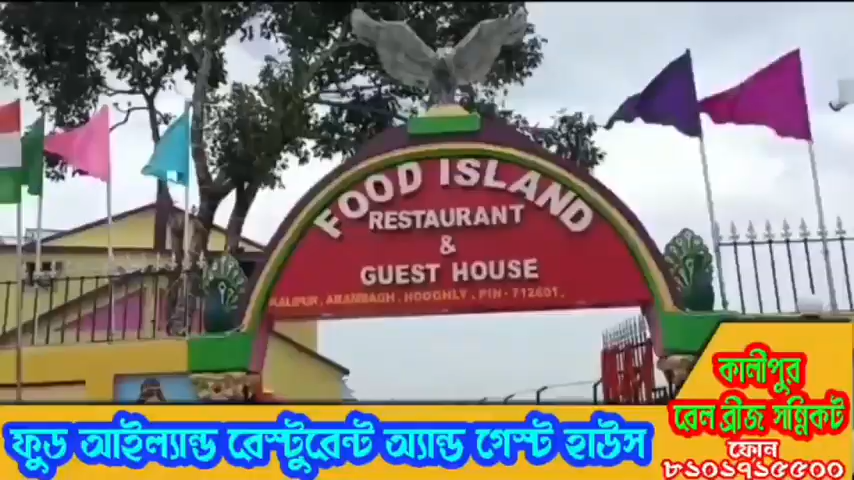 FOOD ISLAND
RESTAURANT
&
GUEST HOUSE
KALIPUR, ARAMBAGH, HOOGHLY, PIN - 712601.
কালীপুর
রেল ব্রীজ সন্নিকট
ফুড আইল্যান্ড রেস্টুরেন্ট অ্যান্ড গেস্ট হাউস
ফোন
৮১০১৭১৫৫০০